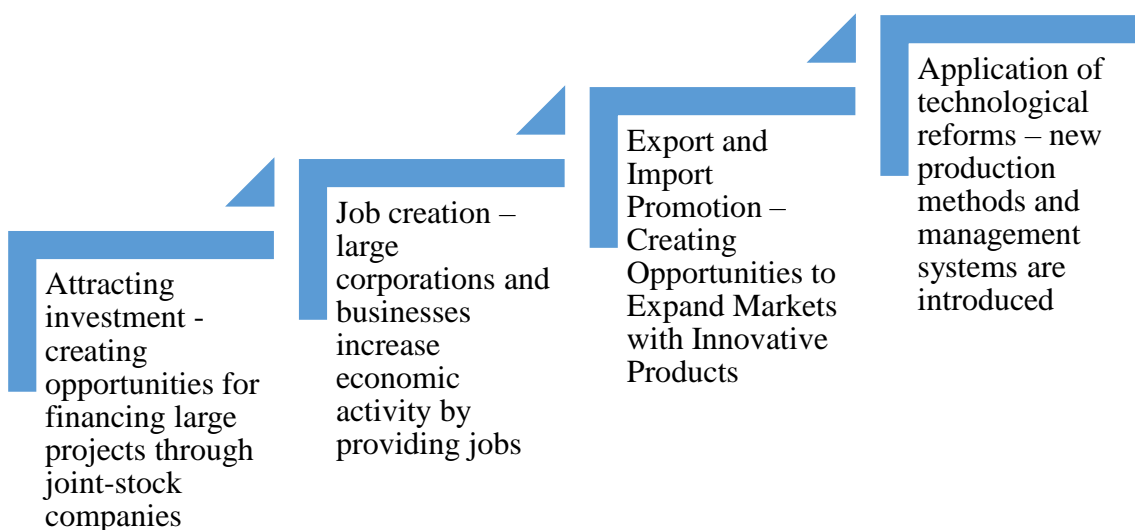 Attracting
investment -
creating
opportunities for
financing large
projects through
joint-stock
companies
Job creation –
large
corporations and
businesses
increase
economic
activity by
providing jobs
Export and
Import
Promotion –
Creating
Opportunities to
Expand Markets
with Innovative
Products
Application of
technological
reforms – new
production
methods and
management
systems are
introduced